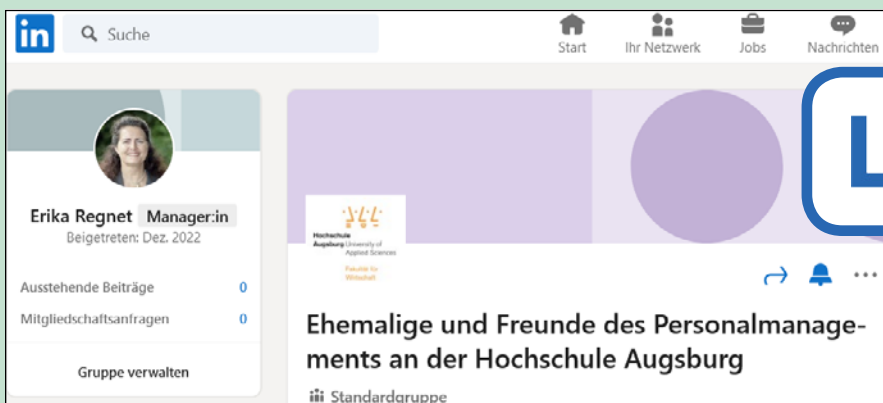 in
Suche
Start
Ihr Netzwerk
Jobs
Nachrichten
L
Erika Regnet Manager:in
Beigetreten: Dez. 2022
Ausstehende Beiträge 0
Mitgliedschaftsanfragen 0
Gruppe verwalten
Hochschule
Augsburg University of
Applied Sciences
Fakultät für
Wirtschaft
Ehemalige und Freunde des Personalmanage-
ments an der Hochschule Augsburg
Standardgruppe